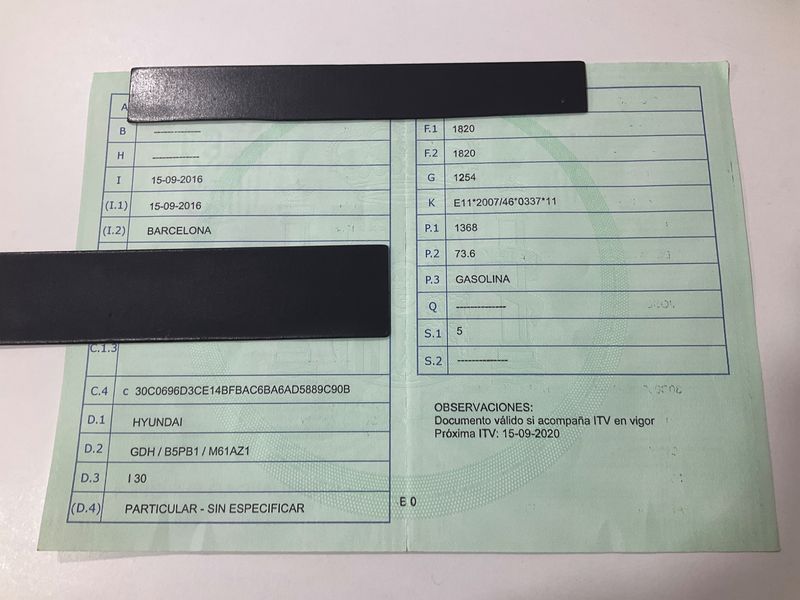 A
B ------------
H ------------
I 15-09-2016
(I.1) 15-09-2016
(I.2) BARCELONA
C.1.3
C.4 c 30C0696D3CE14BFBAC6BA6AD5889C90B
D.1 HYUNDAI
D.2 GDH / B5PB1 / M61AZ1
D.3 I 30
(D.4) PARTICULAR - SIN ESPECIFICAR
F.1 1820
F.2 1820
G 1254
K E11*2007/46*0337*11
P.1 1368
P.2 73.6
P.3 GASOLINA
Q ------------
S.1 5
S.2 ------------
OBSERVACIONES:
Documento válido si acompaña ITV en vigor
Próxima ITV: 15-09-2020